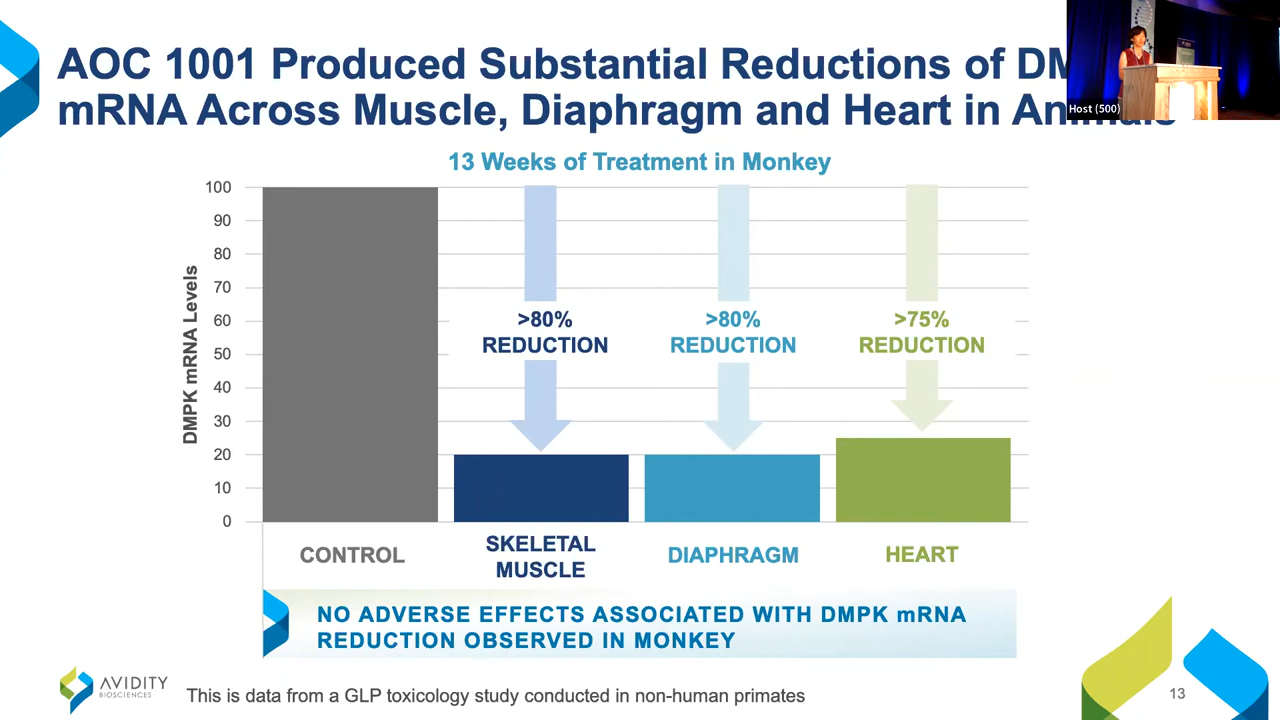 AOC 1001 Produced Substantial Reductions of
mRNA Across Muscle, Diaphragm and Heart in
Host (500)
13 Weeks of Treatment in Monkey
DMPK mRNA Levels
100
90
80
70
60
50
40
30
20
10
0
>80%
REDUCTION
>80%
REDUCTION
>75%
REDUCTION
CONTROL
SKELETAL
MUSCLE
DIAPHRAGM
HEART
NO ADVERSE EFFECTS ASSOCIATED WITH DMPK mRNA
REDUCTION OBSERVED IN MONKEY
AVIDITY
BIOSCIENCES
This is data from a GLP toxicology study conducted in non-human primates
13